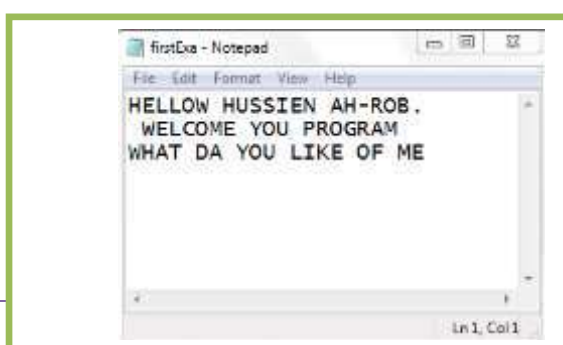 firstExa - Notepad
File Edit Format View Help
HELLOW HUSSIEN AH-ROB.
WELCOME YOU PROGRAM
WHAT DA YOU LIKE OF ME
Ln 1, Col 1